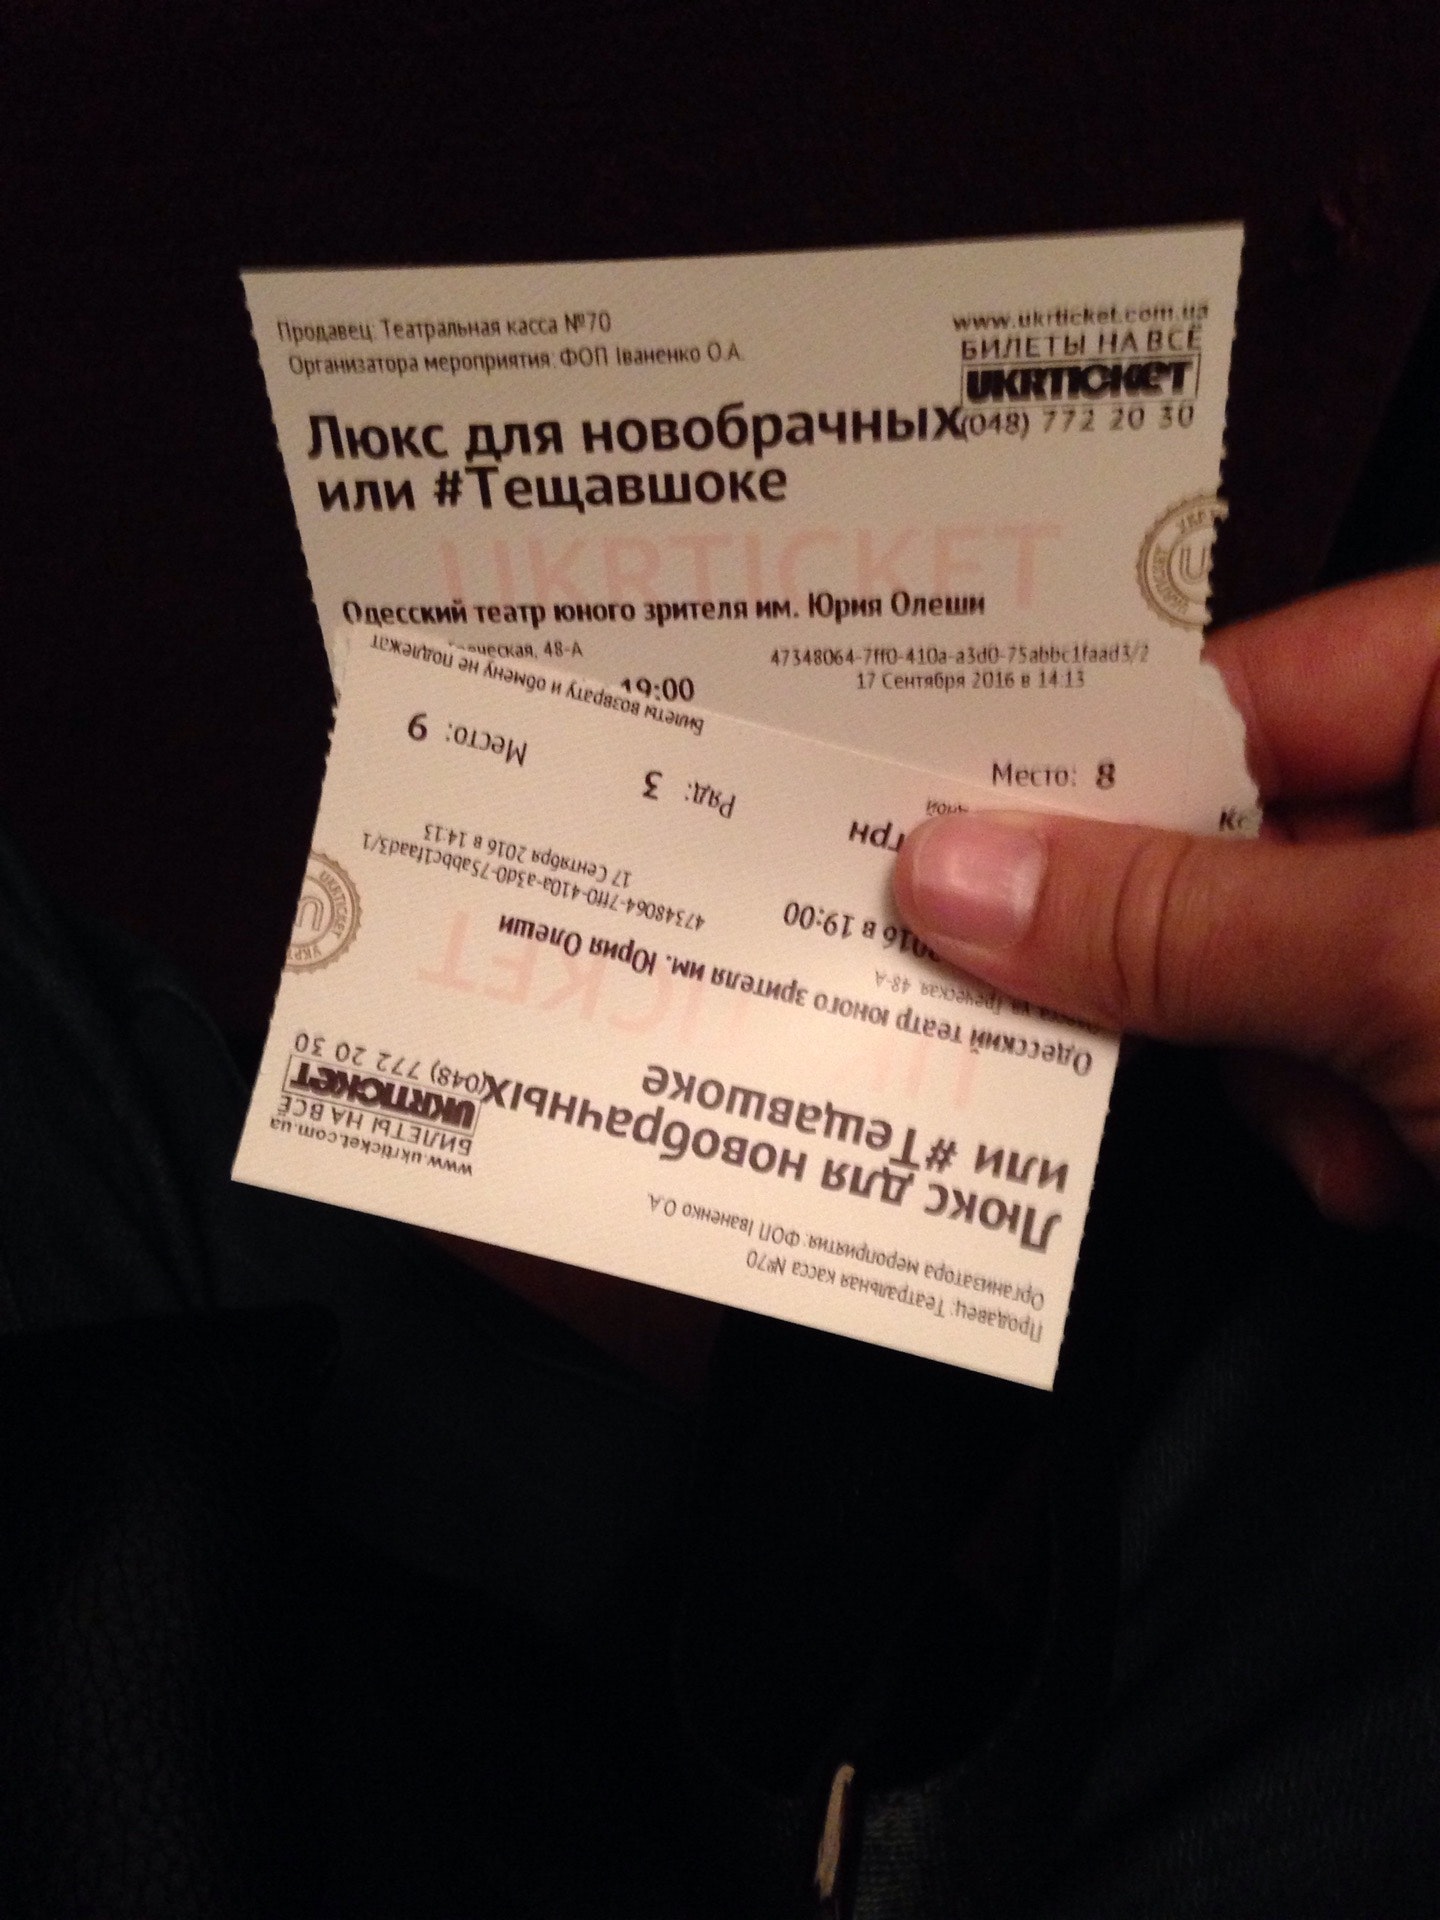 Продавец: Театральная касса №70
Организатора мероприятия: ФОП Іваненко О.А.
www.ukrticket.com.ua
БИЛЕТЫ НА ВСЁ
UKRTICKET
(048) 772 20 30
Люкс для новобрачных
или #Тещавшоке
UKRTICKET
Одесский театр юного зрителя им. Юрия Олеши
48-А
47348064-7ff0-410a-a3d0-75abbc1faad3/2
17 Сентября 2016 в 14:13
19:00
Место: 8
Продавец: Театральная касса №70
Организатора мероприятия: ФОП Іваненко О.А.
www.ukrticket.com.ua
БИЛЕТЫ НА ВСЁ
UKRTICKET
(048) 772 20 30
Люкс для новобрачных
или #Тещавшоке
Одесский театр юного зрителя им. Юрия Олеши
ул. Греческая, 48-А
47348064-7ff0-410a-a3d0-75abbc1faad3/1
17 Сентября 2016 в 14:13
в 19:00
грн
Ряд: 3 Место: 9
Билеты возврату и обмену не подлежат